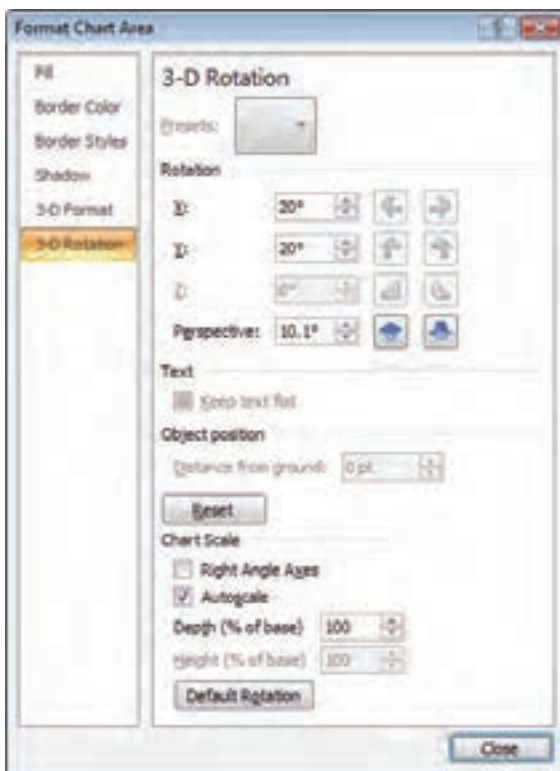 Format Chart Area
Fill
Border Color
Border Styles
Shadow
3-D Format
3-D Rotation
3-D Rotation
Presets:
Rotation
X: 20°
Y: 20°
Z: 0°
Perspective: 10.1°
Text
Keep text flat
Object position
Distance from ground: 0 pt
Reset
Chart Scale
Right Angle Axes
Autoscale
Depth (% of base) 100
Height (% of base) 100
Default Rotation
Close